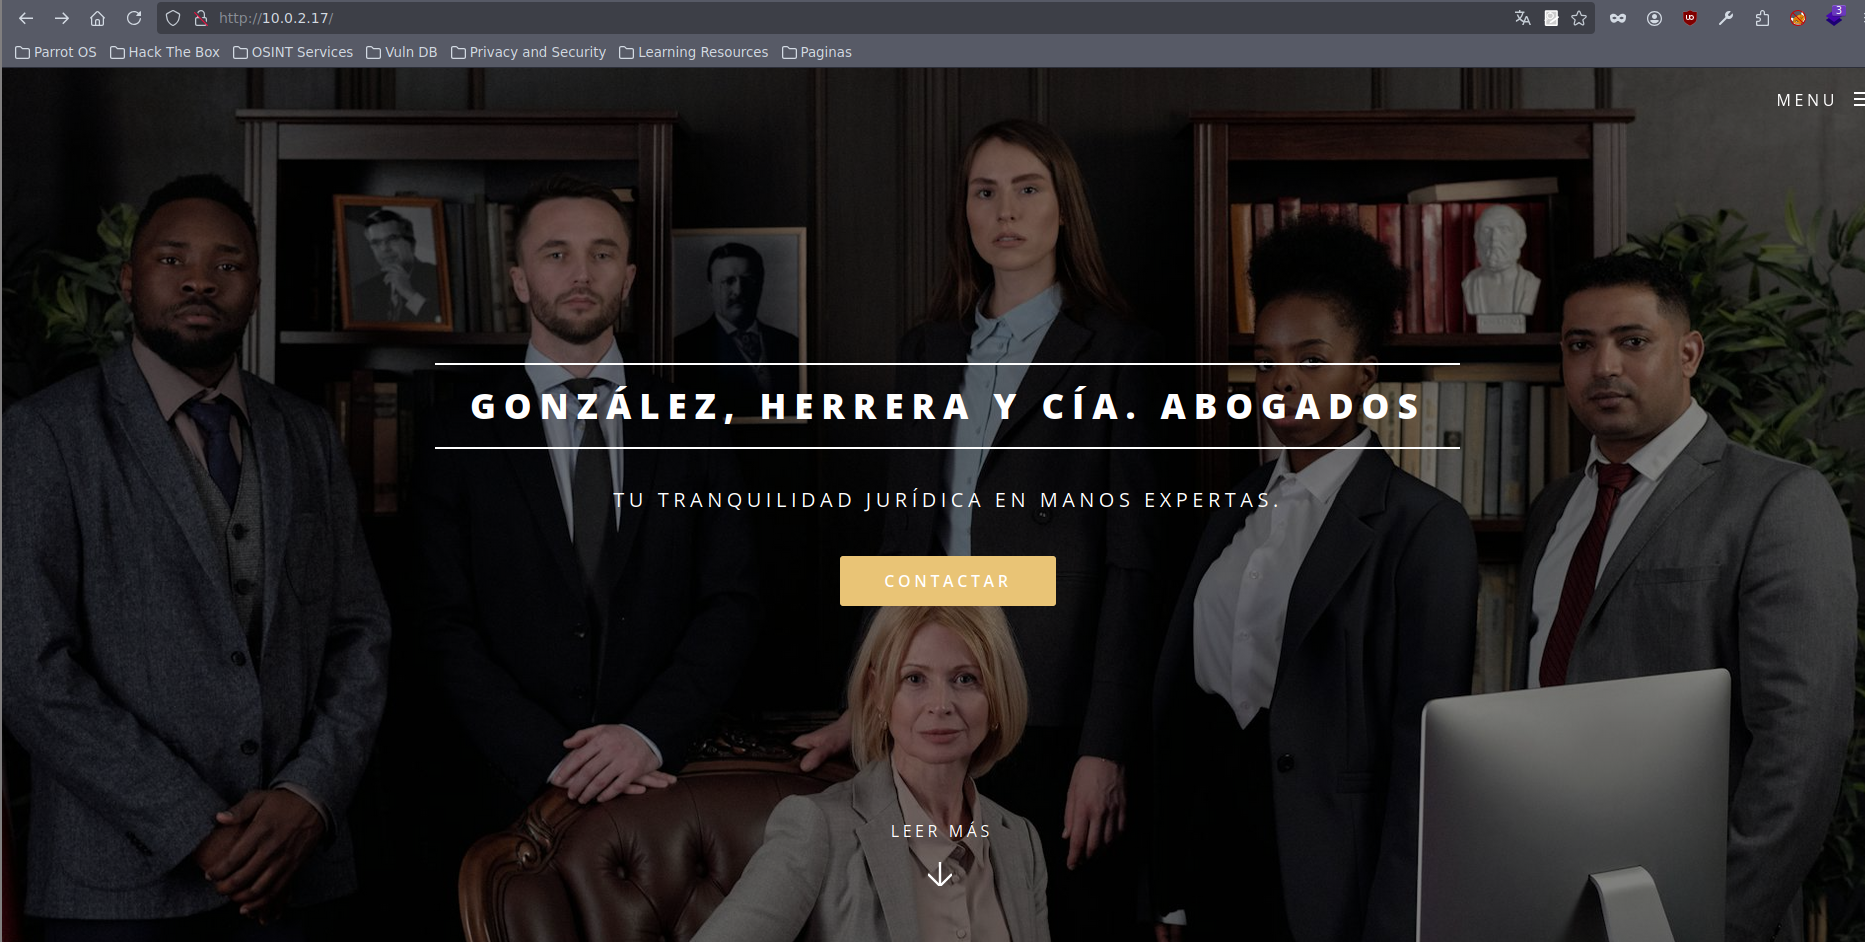 http://10.0.2.17/
3
Parrot OS Hack The Box OSINT Services Vuln DB Privacy and Security Learning Resources Paginas
MENU
GONZÁLEZ, HERRERA Y CÍA. ABOGADOS
TU TRANQUILIDAD JURÍDICA EN MANOS EXPERTAS.
CONTACTAR
LEER MÁS